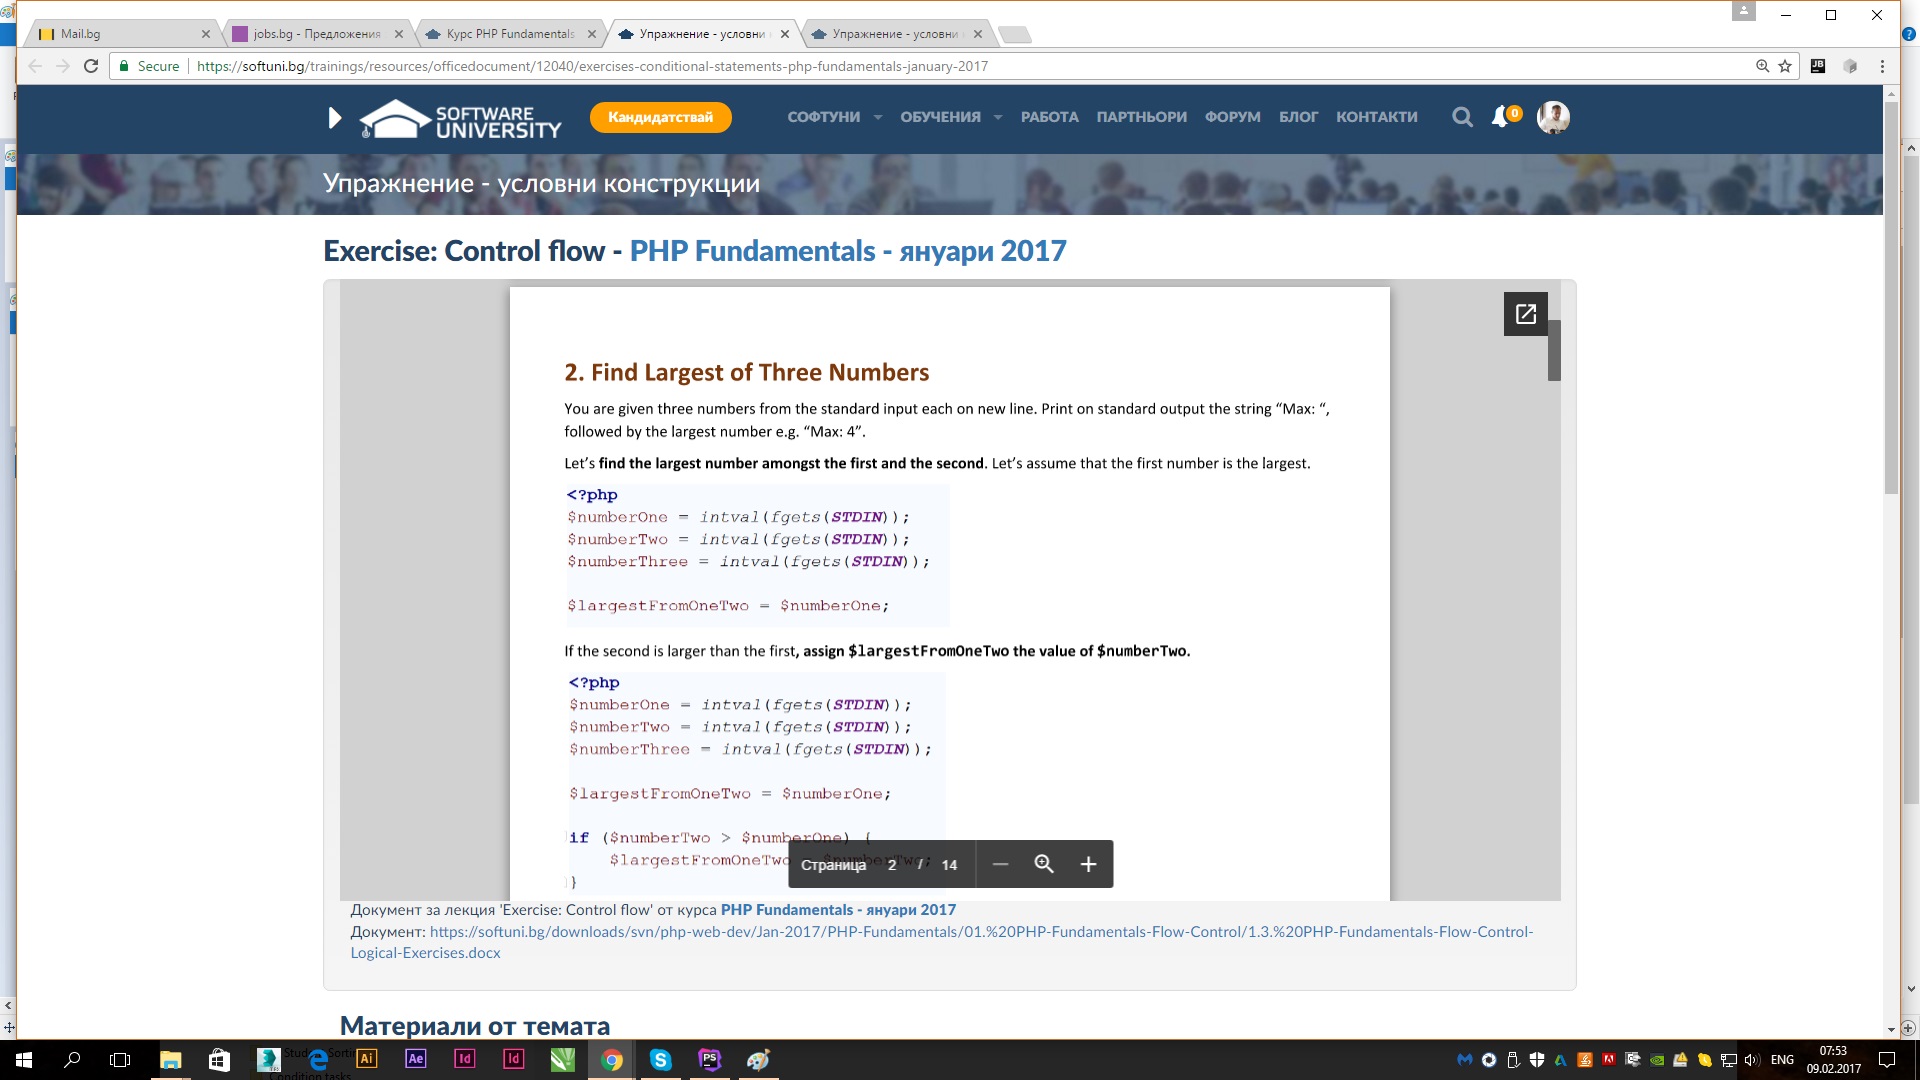 Mail.bg
jobs.bg - Предложения
Курс PHP Fundamentals
Упражнение - условни
Упражнение - условни
Secure
https://softuni.bg/trainings/resources/officedocument/12040/exercises-conditional-statements-php-fundamentals-january-2017
JB
SOFTWARE
UNIVERSITY
Кандидатствай
СОФТУНИ
ОБУЧЕНИЯ
РАБОТА
ПАРТНЬОРИ
ФОРУМ
БЛОГ
КОНТАКТИ
0
Упражнение - условни конструкции
Exercise: Control flow - PHP Fundamentals - януари 2017
2. Find Largest of Three Numbers
You are given three numbers from the standard input each on new line. Print on standard output the string “Max: “,
followed by the largest number e.g. “Max: 4”.
Let’s find the largest number amongst the first and the second. Let’s assume that the first number is the largest.
<?php
$numberOne = intval(fgets(STDIN));
$numberTwo = intval(fgets(STDIN));
$numberThree = intval(fgets(STDIN));
$largestFromOneTwo = $numberOne;
If the second is larger than the first, assign $largestFromOneTwo the value of $numberTwo.
<?php
$numberOne = intval(fgets(STDIN));
$numberTwo = intval(fgets(STDIN));
$numberThree = intval(fgets(STDIN));
$largestFromOneTwo = $numberOne;
if ($numberTwo > $numberOne) {
$largestFromOneTwo = $numberTwo;
}
Страница 2 / 14
Документ за лекция 'Exercise: Control flow' от курса PHP Fundamentals - януари 2017
Документ: https://softuni.bg/downloads/svn/php-web-dev/Jan-2017/PHP-Fundamentals/01.%20PHP-Fundamentals-Flow-Control/1.3.%20PHP-Fundamentals-Flow-Control-
Logical-Exercises.docx
Материали от темата
Ai
Ae
Id
Id
PS
ENG
07:53
09.02.2017